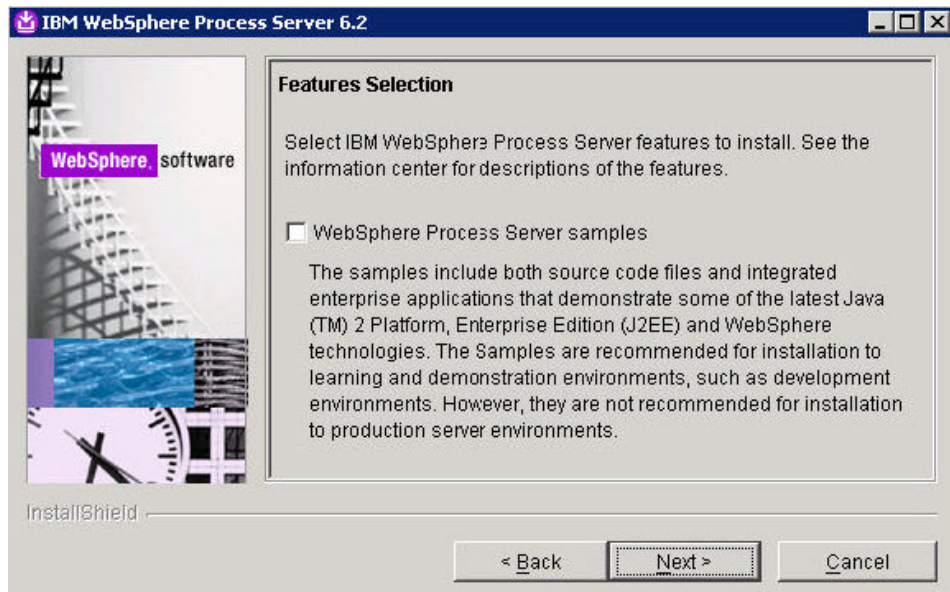 IBM WebSphere Process Server 6.2
WebSphere. software
Features Selection
Select IBM WebSphere Process Server features to install. See the
information center for descriptions of the features.
WebSphere Process Server samples
The samples include both source code files and integrated
enterprise applications that demonstrate some of the latest Java
(TM) 2 Platform, Enterprise Edition (J2EE) and WebSphere
technologies. The Samples are recommended for installation to
learning and demonstration environments, such as development
environments. However, they are not recommended for installation
to production server environments.
InstallShield
< Back
Next >
Cancel